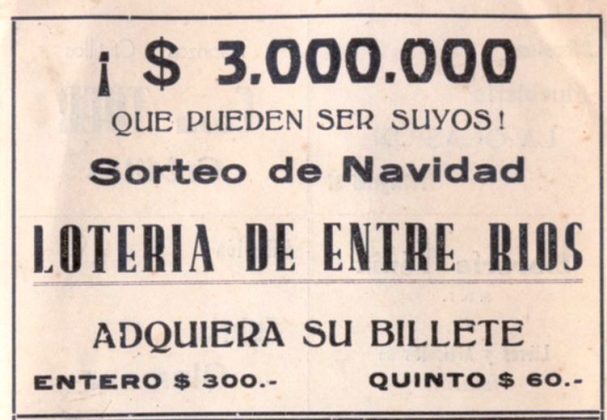 ¡ $ 3.000.000
QUE PUEDEN SER SUYOS!
Sorteo de Navidad
LOTERIA DE ENTRE RIOS
ADQUIERA SU BILLETE
ENTERO $ 300.- QUINTO $ 60.-